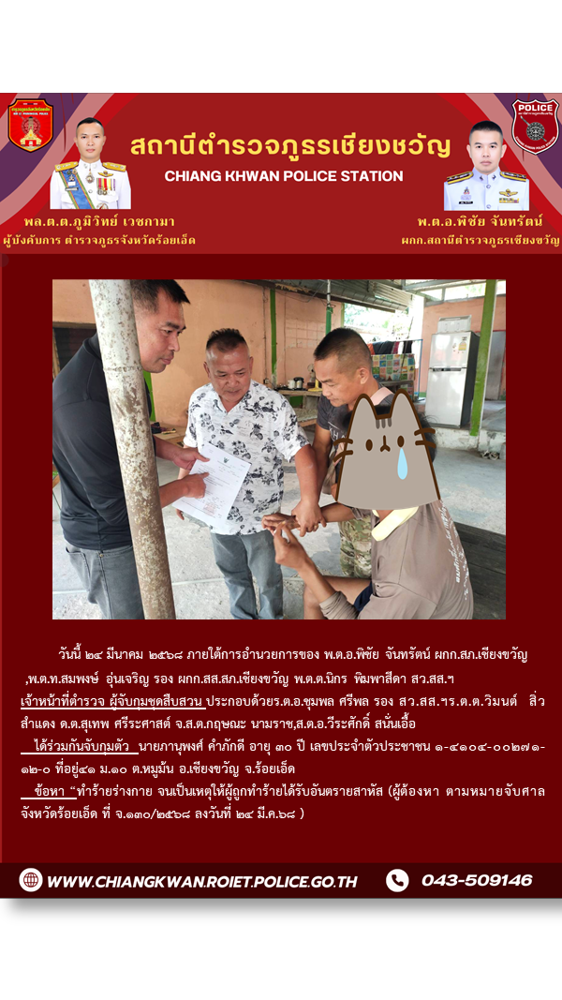 POLICE
สถานีตำรวจภูธรเชียงขวัญ
CHIANG KHWAN POLICE STATION
พล.ต.ต.ภูมิวิทย์ เวชกามา
ผู้บังคับการ ตำรวจภูธรจังหวัดร้อยเอ็ด
พ.ต.อ.พิชัย จันทรัตน์
ผกก.สถานีตำรวจภูธรเชียงขวัญ
วันนี้ ๒๔ มีนาคม ๒๕๖๘ ภายใต้การอำนวยการของ พ.ต.อ.พิชัย จันทรัตน์ ผกก.สภ.เชียงขวัญ
,พ.ต.ท.สมพงษ์ อุ่นเจริญ รอง ผกก.สส.สภ.เชียงขวัญ พ.ต.ต.นิกร พิมพาสีดา สว.สส.ฯ
เจ้าหน้าที่ตำรวจ ผู้จับกุมชุดสืบสวน ประกอบด้วยร.ต.อ.ชุมพล ศรีพล รอง สว.สส.ฯร.ต.ต.วิมนต์ สิ่ว
สำแดง ด.ต.สุเทพ ศรีระศาสต์ จ.ส.ต.กฤษณะ นามราช,ส.ต.อ.วีระศักดิ์ สนั่นเอื้อ
ได้ร่วมกันจับกุมตัว นายภานุพงศ์ คำภักดี อายุ ๓๐ ปี เลขประจำตัวประชาชน ๑-๔๑๐๔-๐๐๒๗๑-
๑๒-๐ ที่อยู่๔๑ ม.๑๐ ต.หมูม้น อ.เชียงขวัญ จ.ร้อยเอ็ด
ข้อหา “ทำร้ายร่างกาย จนเป็นเหตุให้ผู้ถูกทำร้ายได้รับอันตรายสาหัส (ผู้ต้องหา ตามหมายจับศาล
จังหวัดร้อยเอ็ด ที่ จ.๑๓๐/๒๕๖๘ ลงวันที่ ๒๔ มี.ค.๖๘ )
WWW.CHIANGKWAN.ROIET.POLICE.GO.TH
043-509146